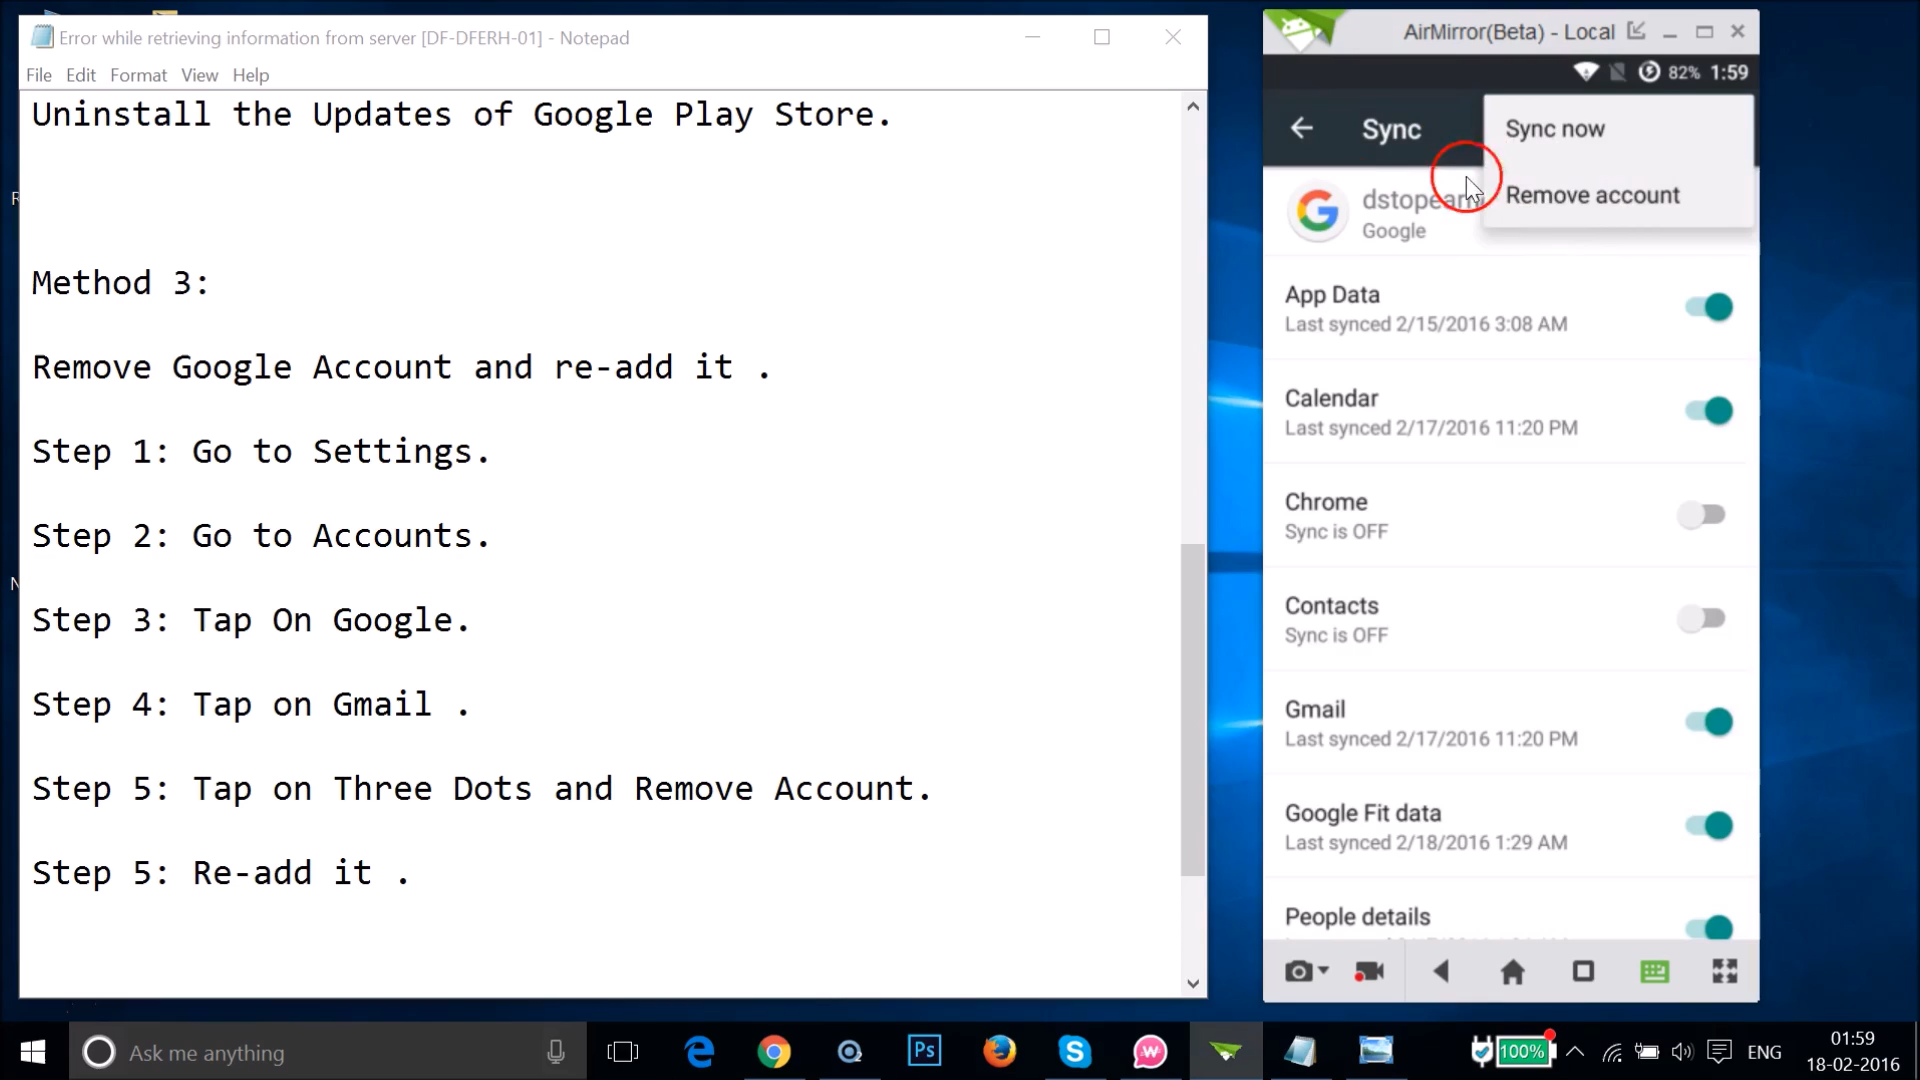 Error while retrieving information from server [DF-DFERH-01] - Notepad
File Edit Format View Help
Uninstall the Updates of Google Play Store.
Method 3:
Remove Google Account and re-add it .
Step 1: Go to Settings.
Step 2: Go to Accounts.
Step 3: Tap On Google.
Step 4: Tap on Gmail .
Step 5: Tap on Three Dots and Remove Account.
Step 5: Re-add it .
AirMirror(Beta) - Local
82% 1:59
Sync
Sync now
Remove account
Google
App Data
Last synced 2/15/2016 3:08 AM
Calendar
Last synced 2/17/2016 11:20 PM
Chrome
Sync is OFF
Contacts
Sync is OFF
Gmail
Last synced 2/17/2016 11:20 PM
Google Fit data
Last synced 2/18/2016 1:29 AM
People details
Ask me anything
Ps
100%
ENG
01:59
18-02-2016